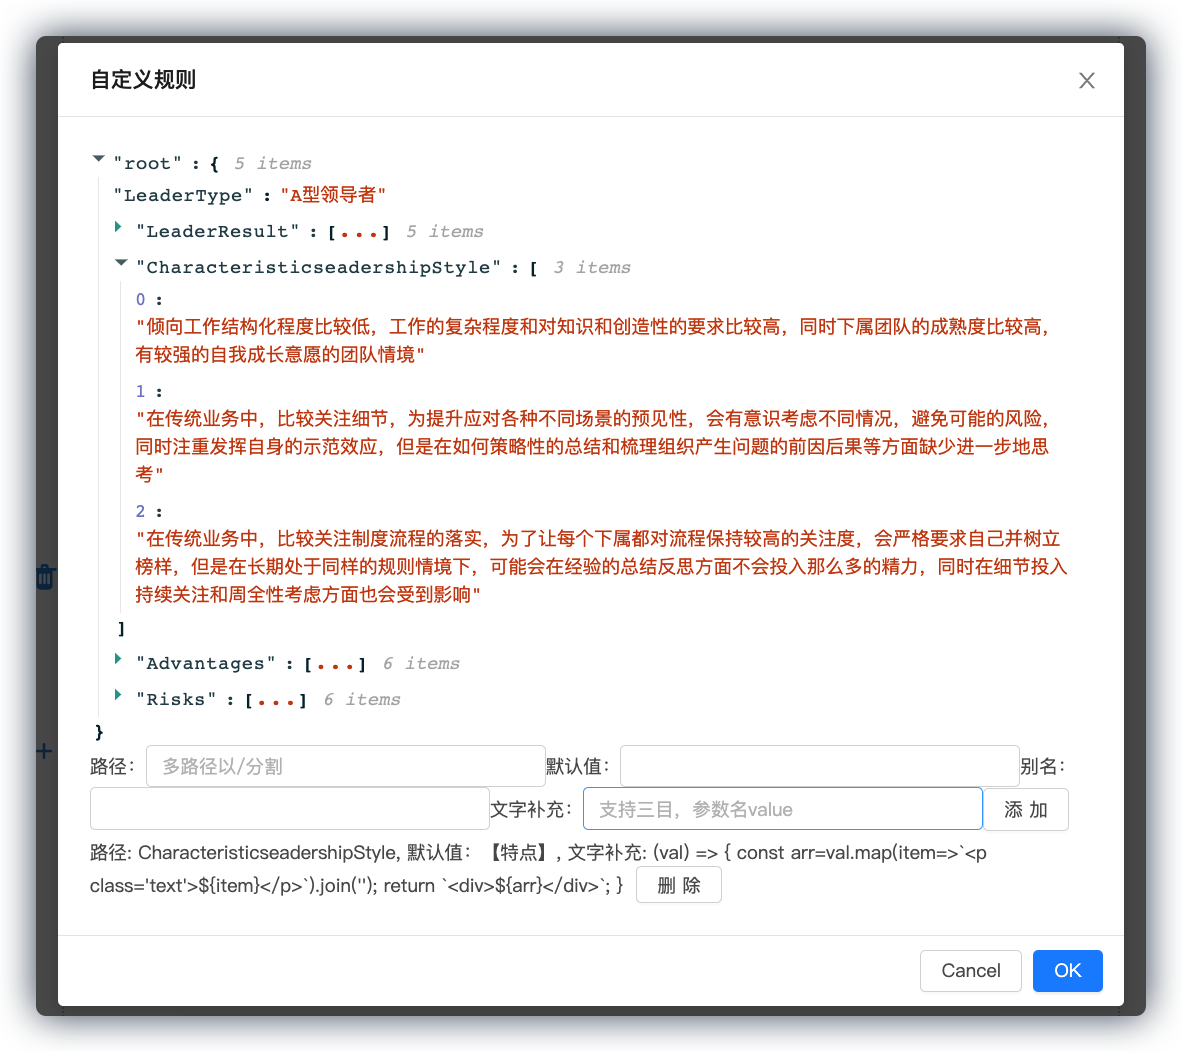 自定义规则
"root" : { 5 items
"LeaderType" : "A型领导者"
"LeaderResult" : [...] 5 items
"CharacteristicseadershipStyle" : [ 3 items
0 :
"倾向工作结构化程度比较低，工作的复杂程度和对知识和创造性的要求比较高，同时下属团队的成熟度比较高，
有较强的自我成长意愿的团队情境"
1 :
"在传统业务中，比较关注细节，为提升应对各种不同场景的预见性，会有意识考虑不同情况，避免可能的风险，
同时注重发挥自身的示范效应，但是在如何策略性的总结和梳理组织产生问题的前因后果等方面缺少进一步地思
考"
2 :
"在传统业务中，比较关注制度流程的落实，为了让每个下属都对流程保持较高的关注度，会严格要求自己并树立
榜样，但是在长期处于同样的规则情境下，可能会在经验的总结反思方面不会投入那么多的精力，同时在细节投入
持续关注和周全性考虑方面也会受到影响"
]
"Advantages" : [...] 6 items
"Risks" : [...] 6 items
}
路径： 多路径以/分割 默认值： 别名：
文字补充： 支持三目，参数名value 添 加
路径: CharacteristicseadershipStyle, 默认值： 【特点】, 文字补充: (val) => { const arr=val.map(item=>`<p
class='text'>${item}</p>`).join(''); return `<div>${arr}</div>`; } 删 除
Cancel OK